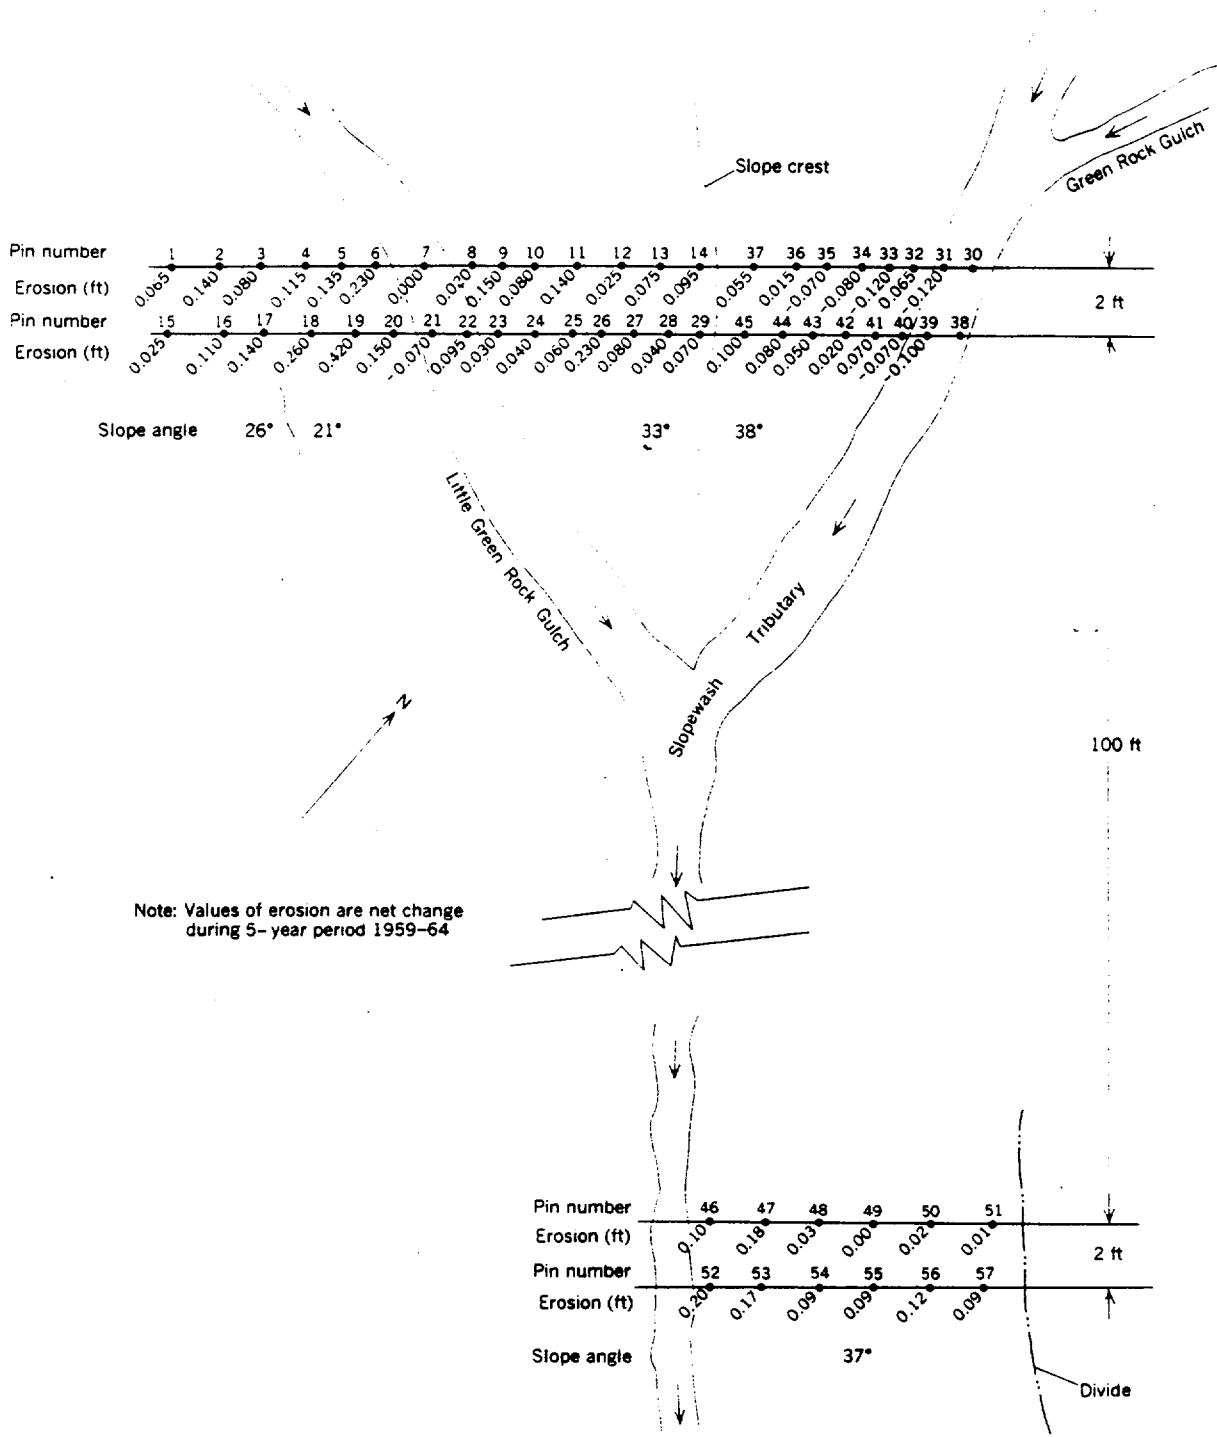 Slope crest
Green Rock Gulch
Pin number 1 2 3 4 5 6 7 8 9 10 11 12 13 14 37 36 35 34 33 32 31 30
Erosion (ft) 0.065 0.140 0.080 0.115 0.135 0.230 0.000 0.020 0.150 0.080 0.140 0.025 0.075 0.095 0.055 0.015 -0.070 -0.080 -0.120 0.065 -0.120
2 ft
Pin number 15 16 17 18 19 20 21 22 23 24 25 26 27 28 29 45 44 43 42 41 40 39 38
Erosion (ft) 0.025 0.110 0.140 0.260 0.420 0.150 -0.070 0.095 0.030 0.040 0.060 0.230 0.080 0.040 0.070 0.100 0.080 0.050 0.020 0.070 -0.070 -0.100
Slope angle 26° 21° 33° 38°
Little Green Rock Gulch
Slopewash Tributary
N
100 ft
Note: Values of erosion are net change
during 5-year period 1959-64
Pin number 46 47 48 49 50 51
Erosion (ft) 0.10 0.18 0.03 0.00 0.02 0.01
2 ft
Pin number 52 53 54 55 56 57
Erosion (ft) 0.20 0.17 0.09 0.09 0.12 0.09
Slope angle 37°
Divide